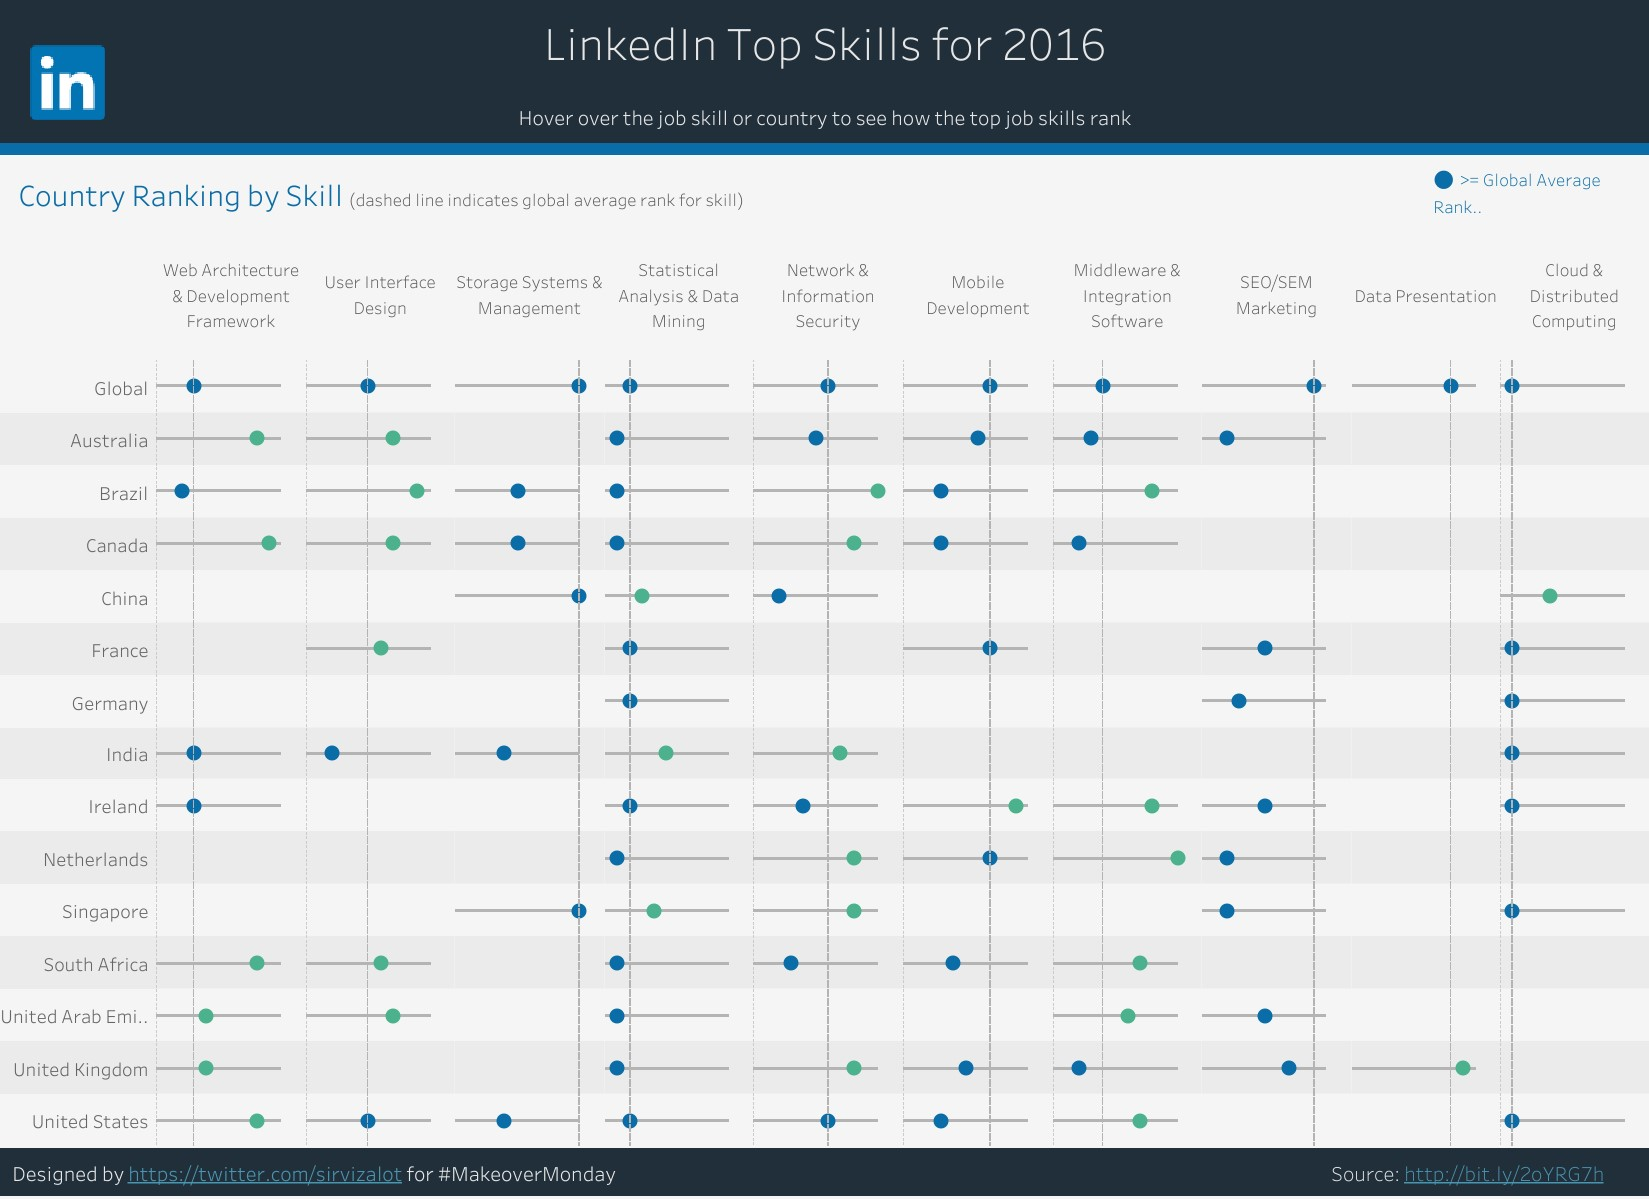 LinkedIn Top Skills for 2016
in
Hover over the job skill or country to see how the top job skills rank
Country Ranking by Skill (dashed line indicates global average rank for skill)
>= Global Average
Rank..
Web Architecture
& Development
Framework
User Interface
Design
Storage Systems &
Management
Statistical
Analysis & Data
Mining
Network &
Information
Security
Mobile
Development
Middleware &
Integration
Software
SEO/SEM
Marketing
Data Presentation
Cloud &
Distributed
Computing
Global
Australia
Brazil
Canada
China
France
Germany
India
Ireland
Netherlands
Singapore
South Africa
United Arab Emi..
United Kingdom
United States
Designed by https://twitter.com/sirvizalot for #MakeoverMonday
Source: http://bit.ly/2oYRG7h